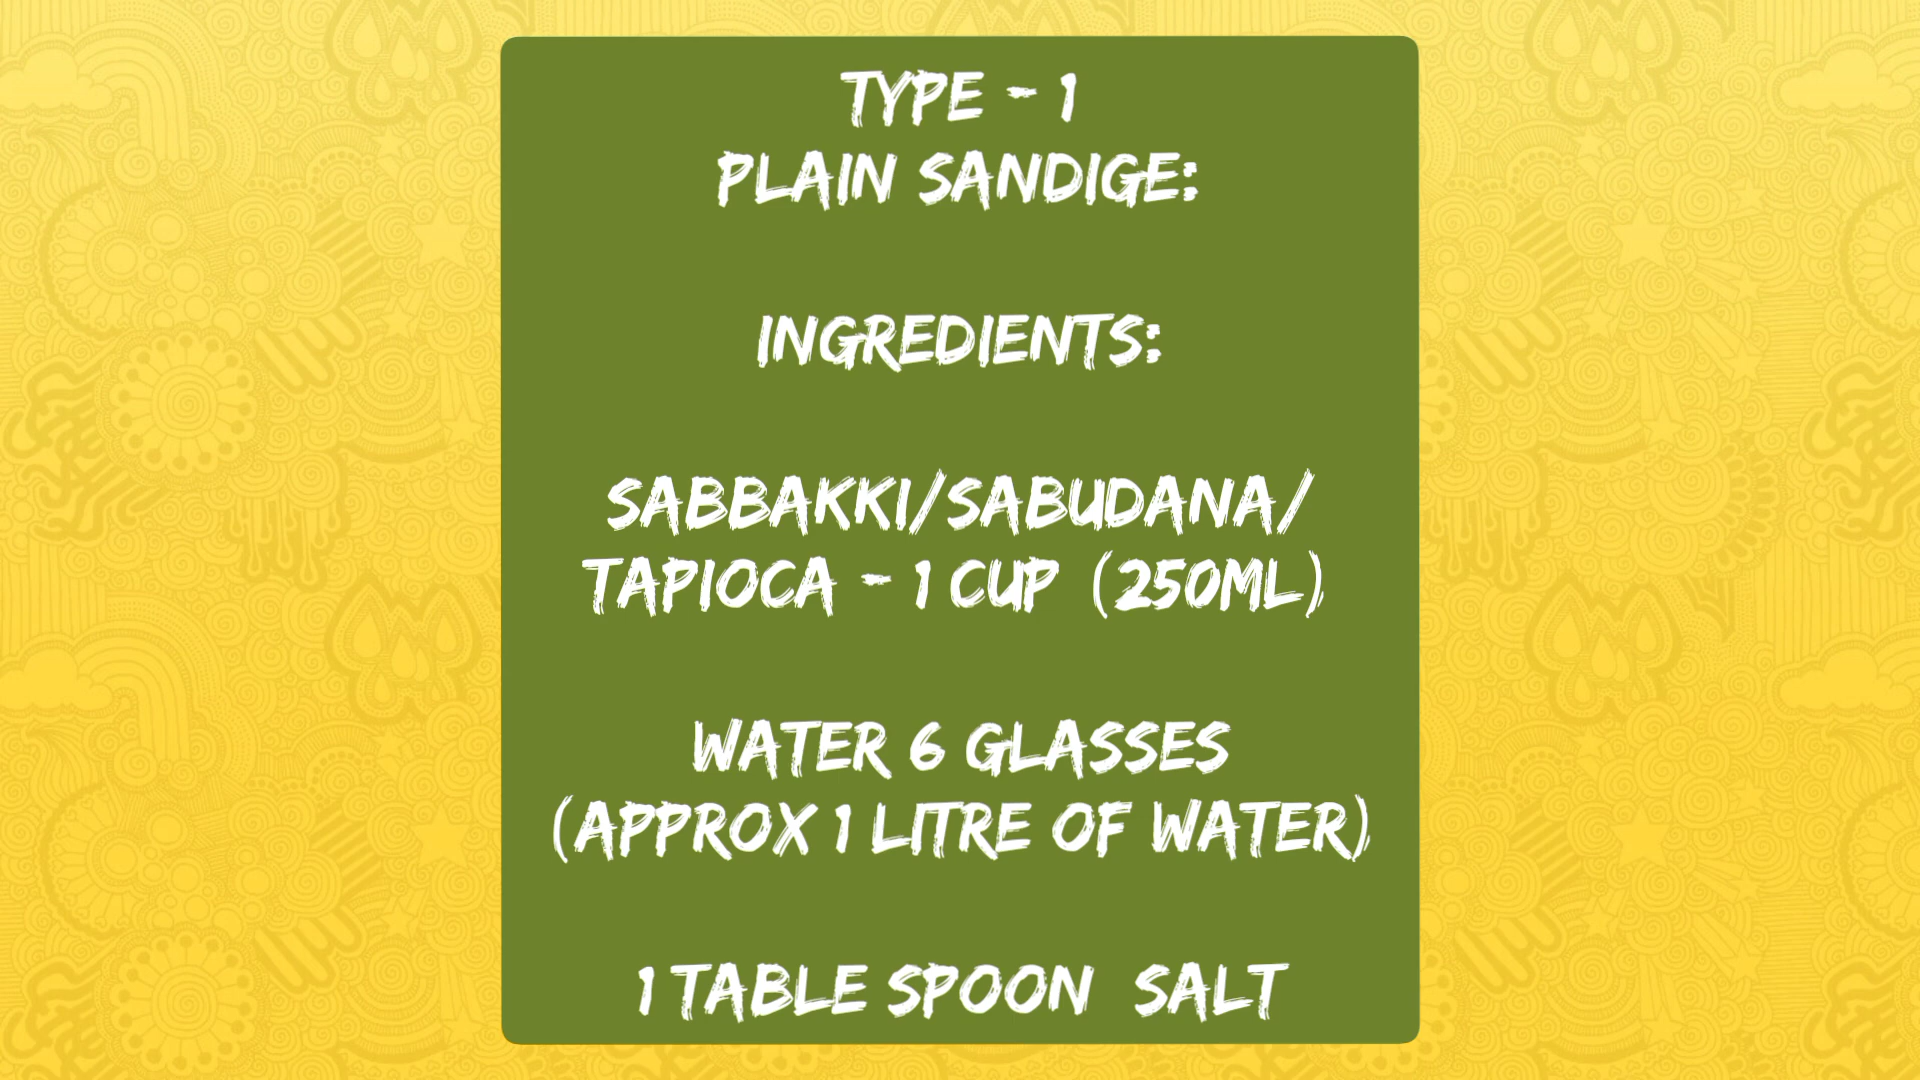 TYPE - 1
PLAIN SANDIGE:
INGREDIENTS:
SABBAKKI/SABUDANA/
TAPIOCA - 1 CUP (250ML)
WATER 6 GLASSES
(APPROX 1 LITRE OF WATER)
1 TABLE SPOON SALT